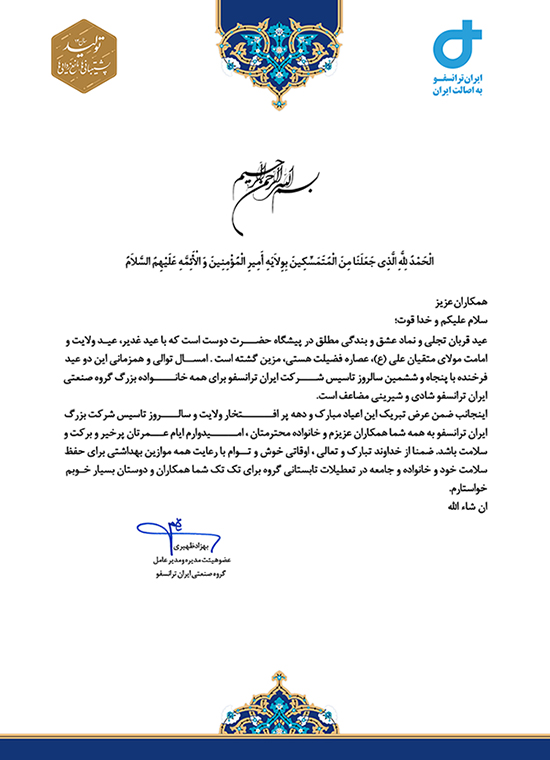 تولید
پشتیبانی‌ها مانع‌زدایی‌ها
ایران ترانسفو
به اصالت ایران
بسم الله الرحمن الرحیم
الْحَمْدُ لِلّهِ الَّذِی جَعَلَنَا مِنَ الْمُتَمَسِّکِینَ بِوِلاَیَهِ أَمِیرِ الْمُؤْمِنِینَ وَ الْأَئِمَّهِ عَلَیْهِمُ السَّلاَمُ
همکاران عزیز
سلام علیکم و خدا قوت؛
عید قربان تجلی و نماد عشق و بندگی مطلق در پیشگاه حضرت دوست است که با عید غدیر، عید ولایت و
امامت مولای متقیان علی (ع)، عصاره فضیلت هستی، مزین گشته است . امسال توالی و همزمانی این دو عید
فرخنده با پنجاه و ششمین سالروز تاسیس شرکت ایران ترانسفو برای همه خانواده بزرگ گروه صنعتی
ایران ترانسفو شادی و شیرینی مضاعف است.
اینجانب ضمن عرض تبریک این اعیاد مبارک و دهه پر افتخار ولایت و سالروز تاسیس شرکت بزرگ
ایران ترانسفو به همه شما همکاران عزیزم و خانواده محترمتان ، امیدوارم ایام عمرتان پرخیر و برکت و
سلامت باشد. ضمنا از خداوند تبارک و تعالی ، اوقاتی خوش و توام با رعایت همه موازین بهداشتی برای حفظ
سلامت خود و خانواده و جامعه در تعطیلات تابستانی گروه برای تک تک شما همکاران و دوستان بسیار خوبم
خواستارم.
ان شاء الله
بهزاد ظهیری
عضو هیئت مدیره و مدیر عامل
گروه صنعتی ایران ترانسفو